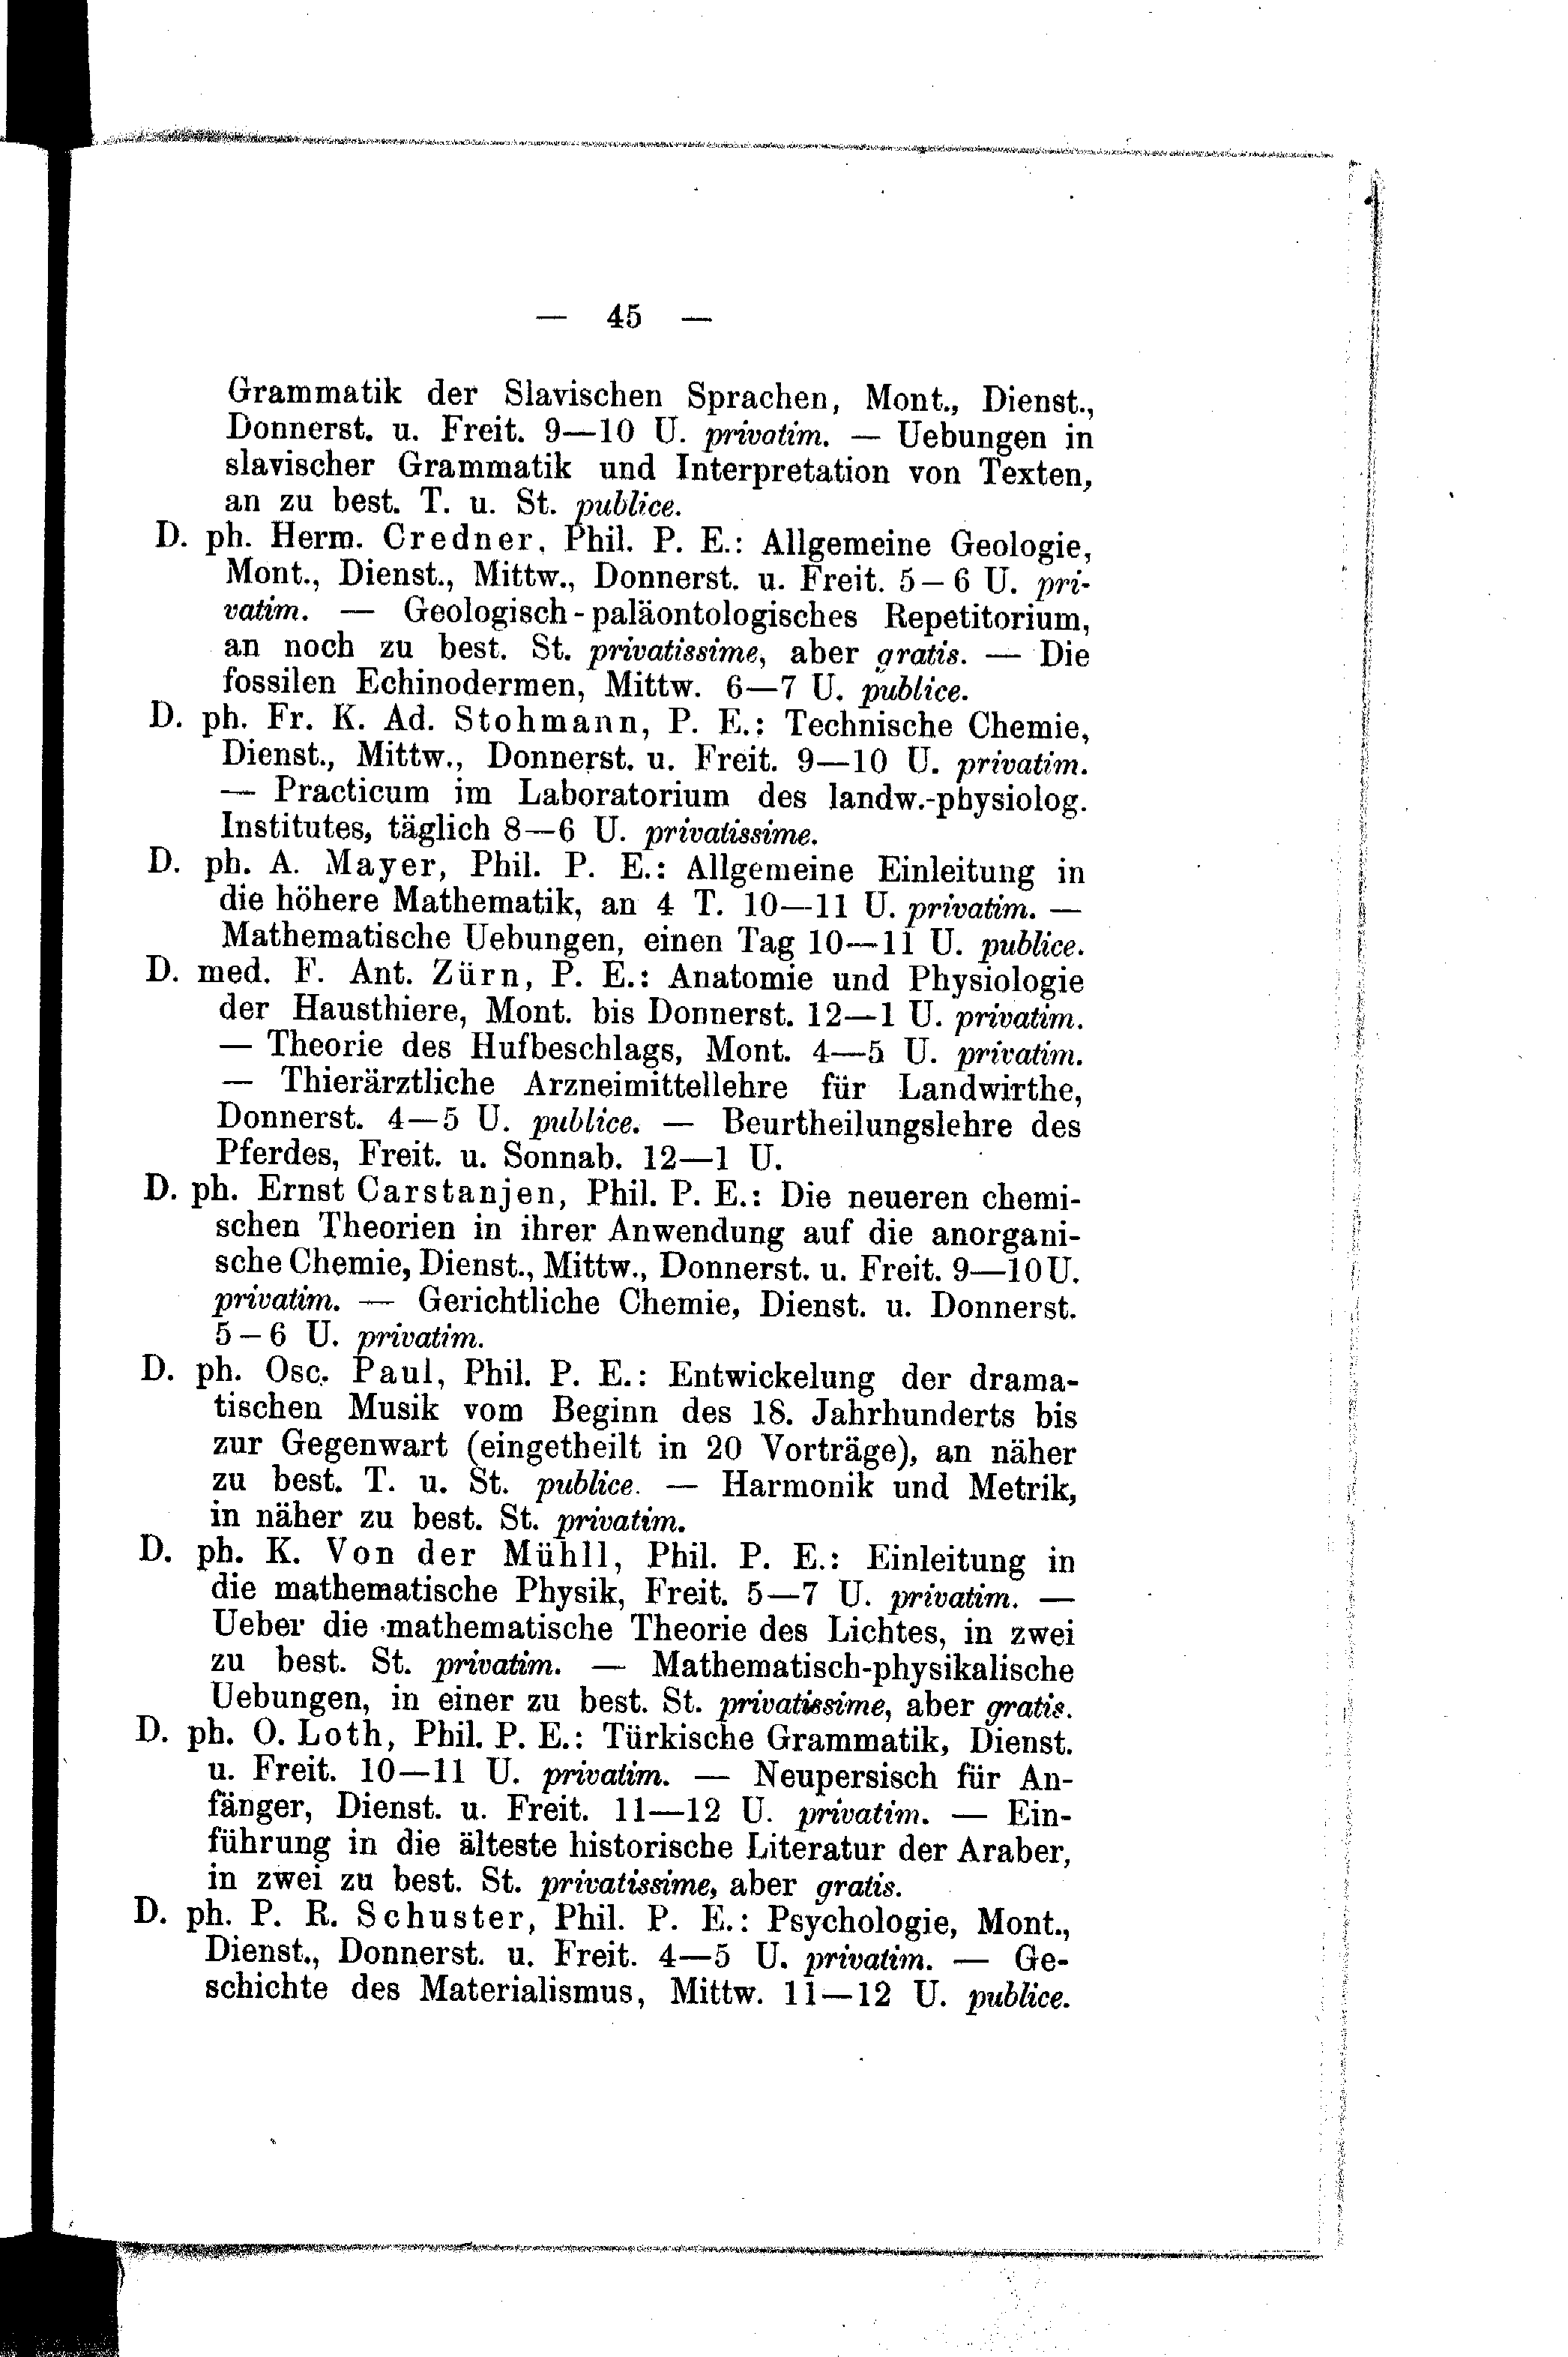 — 45 —
Grammatik der Slavischen Sprachen, Mont., Dienst.,
Donnerst. u. Freit. 9—10 U. privatim. — Uebungen in
slavischer Grammatik und Interpretation von Texten,
an zu best. T. u. St. publice.
D. ph. Herm. Credner, Phil. P. E.: Allgemeine Geologie,
Mont., Dienst., Mittw., Donnerst. u. Freit. 5–6 U. pri-
vatim. — Geologisch-paläontologisches Repetitorium,
an noch zu best. St. privatissime, aber gratis. — Die
fossilen Echinodermen, Mittw. 6—7 U. publice.
D. ph. Fr. K. Ad. Stohmann, P. E.: Technische Chemie,
Dienst., Mittw., Donnerst. u. Freit. 9—10 U. privatim.
— Practicum im Laboratorium des landw.-physiolog.
Institutes, täglich 8—6 U. privatissime.
D. ph. A. Mayer, Phil. P. E.: Allgemeine Einleitung in
die höhere Mathematik, an 4 T. 10—11 U. privatim. —
Mathematische Uebungen, einen Tag 10—11 U. publice.
D. med. F. Ant. Zürn, P. E.: Anatomie und Physiologie
der Hausthiere, Mont. bis Donnerst. 12—1 U. privatim.
— Theorie des Hufbeschlags, Mont. 4—5 U. privatim.
— Thierärztliche Arzneimittellehre für Landwirthe,
Donnerst. 4—5 U. publice. — Beurtheilungslehre des
Pferdes, Freit. u. Sonnab. 12—1 U.
D. ph. Ernst Carstanjen, Phil. P. E.: Die neueren chemi-
schen Theorien in ihrer Anwendung auf die anorgani-
sche Chemie, Dienst., Mittw., Donnerst. u. Freit. 9—10 U.
privatim. — Gerichtliche Chemie, Dienst. u. Donnerst.
5–6 U. privatim.
D. ph. Osc. Paul, Phil. P. E.: Entwickelung der drama-
tischen Musik vom Beginn des 18. Jahrhunderts bis
zur Gegenwart (eingetheilt in 20 Vorträge), an näher
zu best. T. u. St. publice. — Harmonik und Metrik,
in näher zu best. St. privatim.
D. ph. K. Von der Mühll, Phil. P. E.: Einleitung in
die mathematische Physik, Freit. 5—7 U. privatim. —
Ueber die mathematische Theorie des Lichtes, in zwei
zu best. St. privatim. — Mathematisch-physikalische
Uebungen, in einer zu best. St. privatissime, aber gratis.
D. ph. O. Loth, Phil. P. E.: Türkische Grammatik, Dienst.
u. Freit. 10—11 U. privatim. — Neupersisch für An-
fänger, Dienst. u. Freit. 11—12 U. privatim. — Ein-
führung in die älteste historische Literatur der Araber,
in zwei zu best. St. privatissime, aber gratis.
D. ph. P. R. Schuster, Phil. P. E.: Psychologie, Mont.,
Dienst., Donnerst. u. Freit. 4—5 U. privatim. — Ge-
schichte des Materialismus, Mittw. 11—12 U. publice.